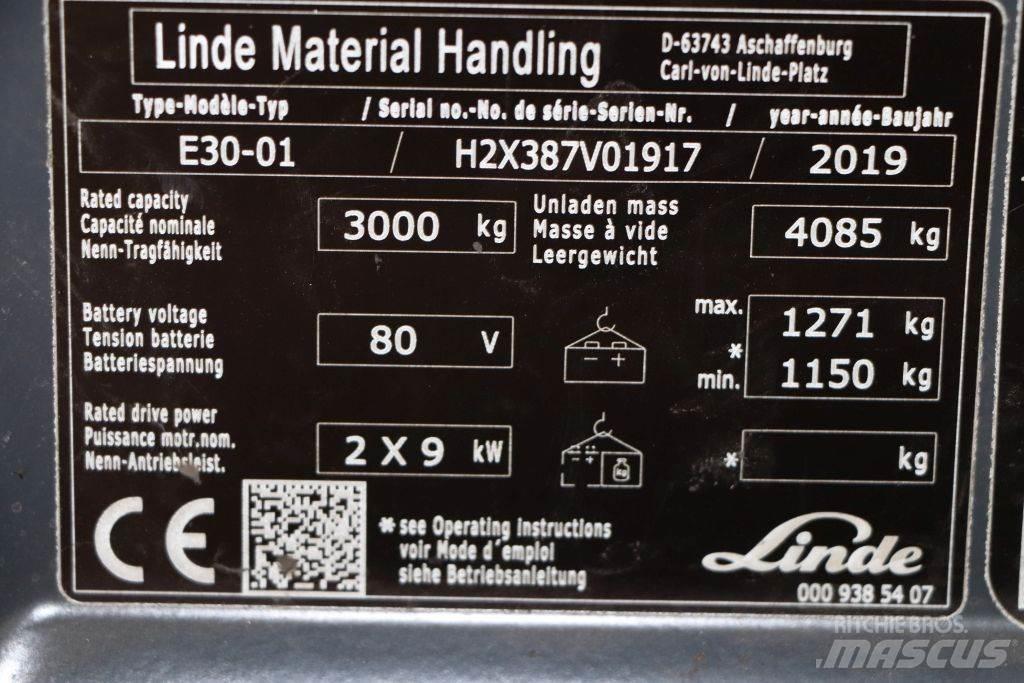 Linde Material Handling
D-63743 Aschaffenburg
Carl-von-Linde-Platz
Type-Modèle-Typ / Serial no.-No. de série-Serien-Nr. / year-année-Baujahr
E30-01 / H2X387V01917 / 2019
Rated capacity
Capacité nominale
Nenn-Tragfähigkeit
3000 kg
Unladen mass
Masse à vide
Leergewicht
4085 kg
Battery voltage
Tension batterie
Batteriespannung
80 V
- +
max. 1271 kg
*
min. 1150 kg
Rated drive power
Puissance motr.nom.
Nenn-Antriebsleist.
2 X 9 kW
kg
* kg
CE
* see Operating instructions
voir Mode d´emploi
siehe Betriebsanleitung
Linde
000 938 54 07
RITCHIE BROS.
MASCUS